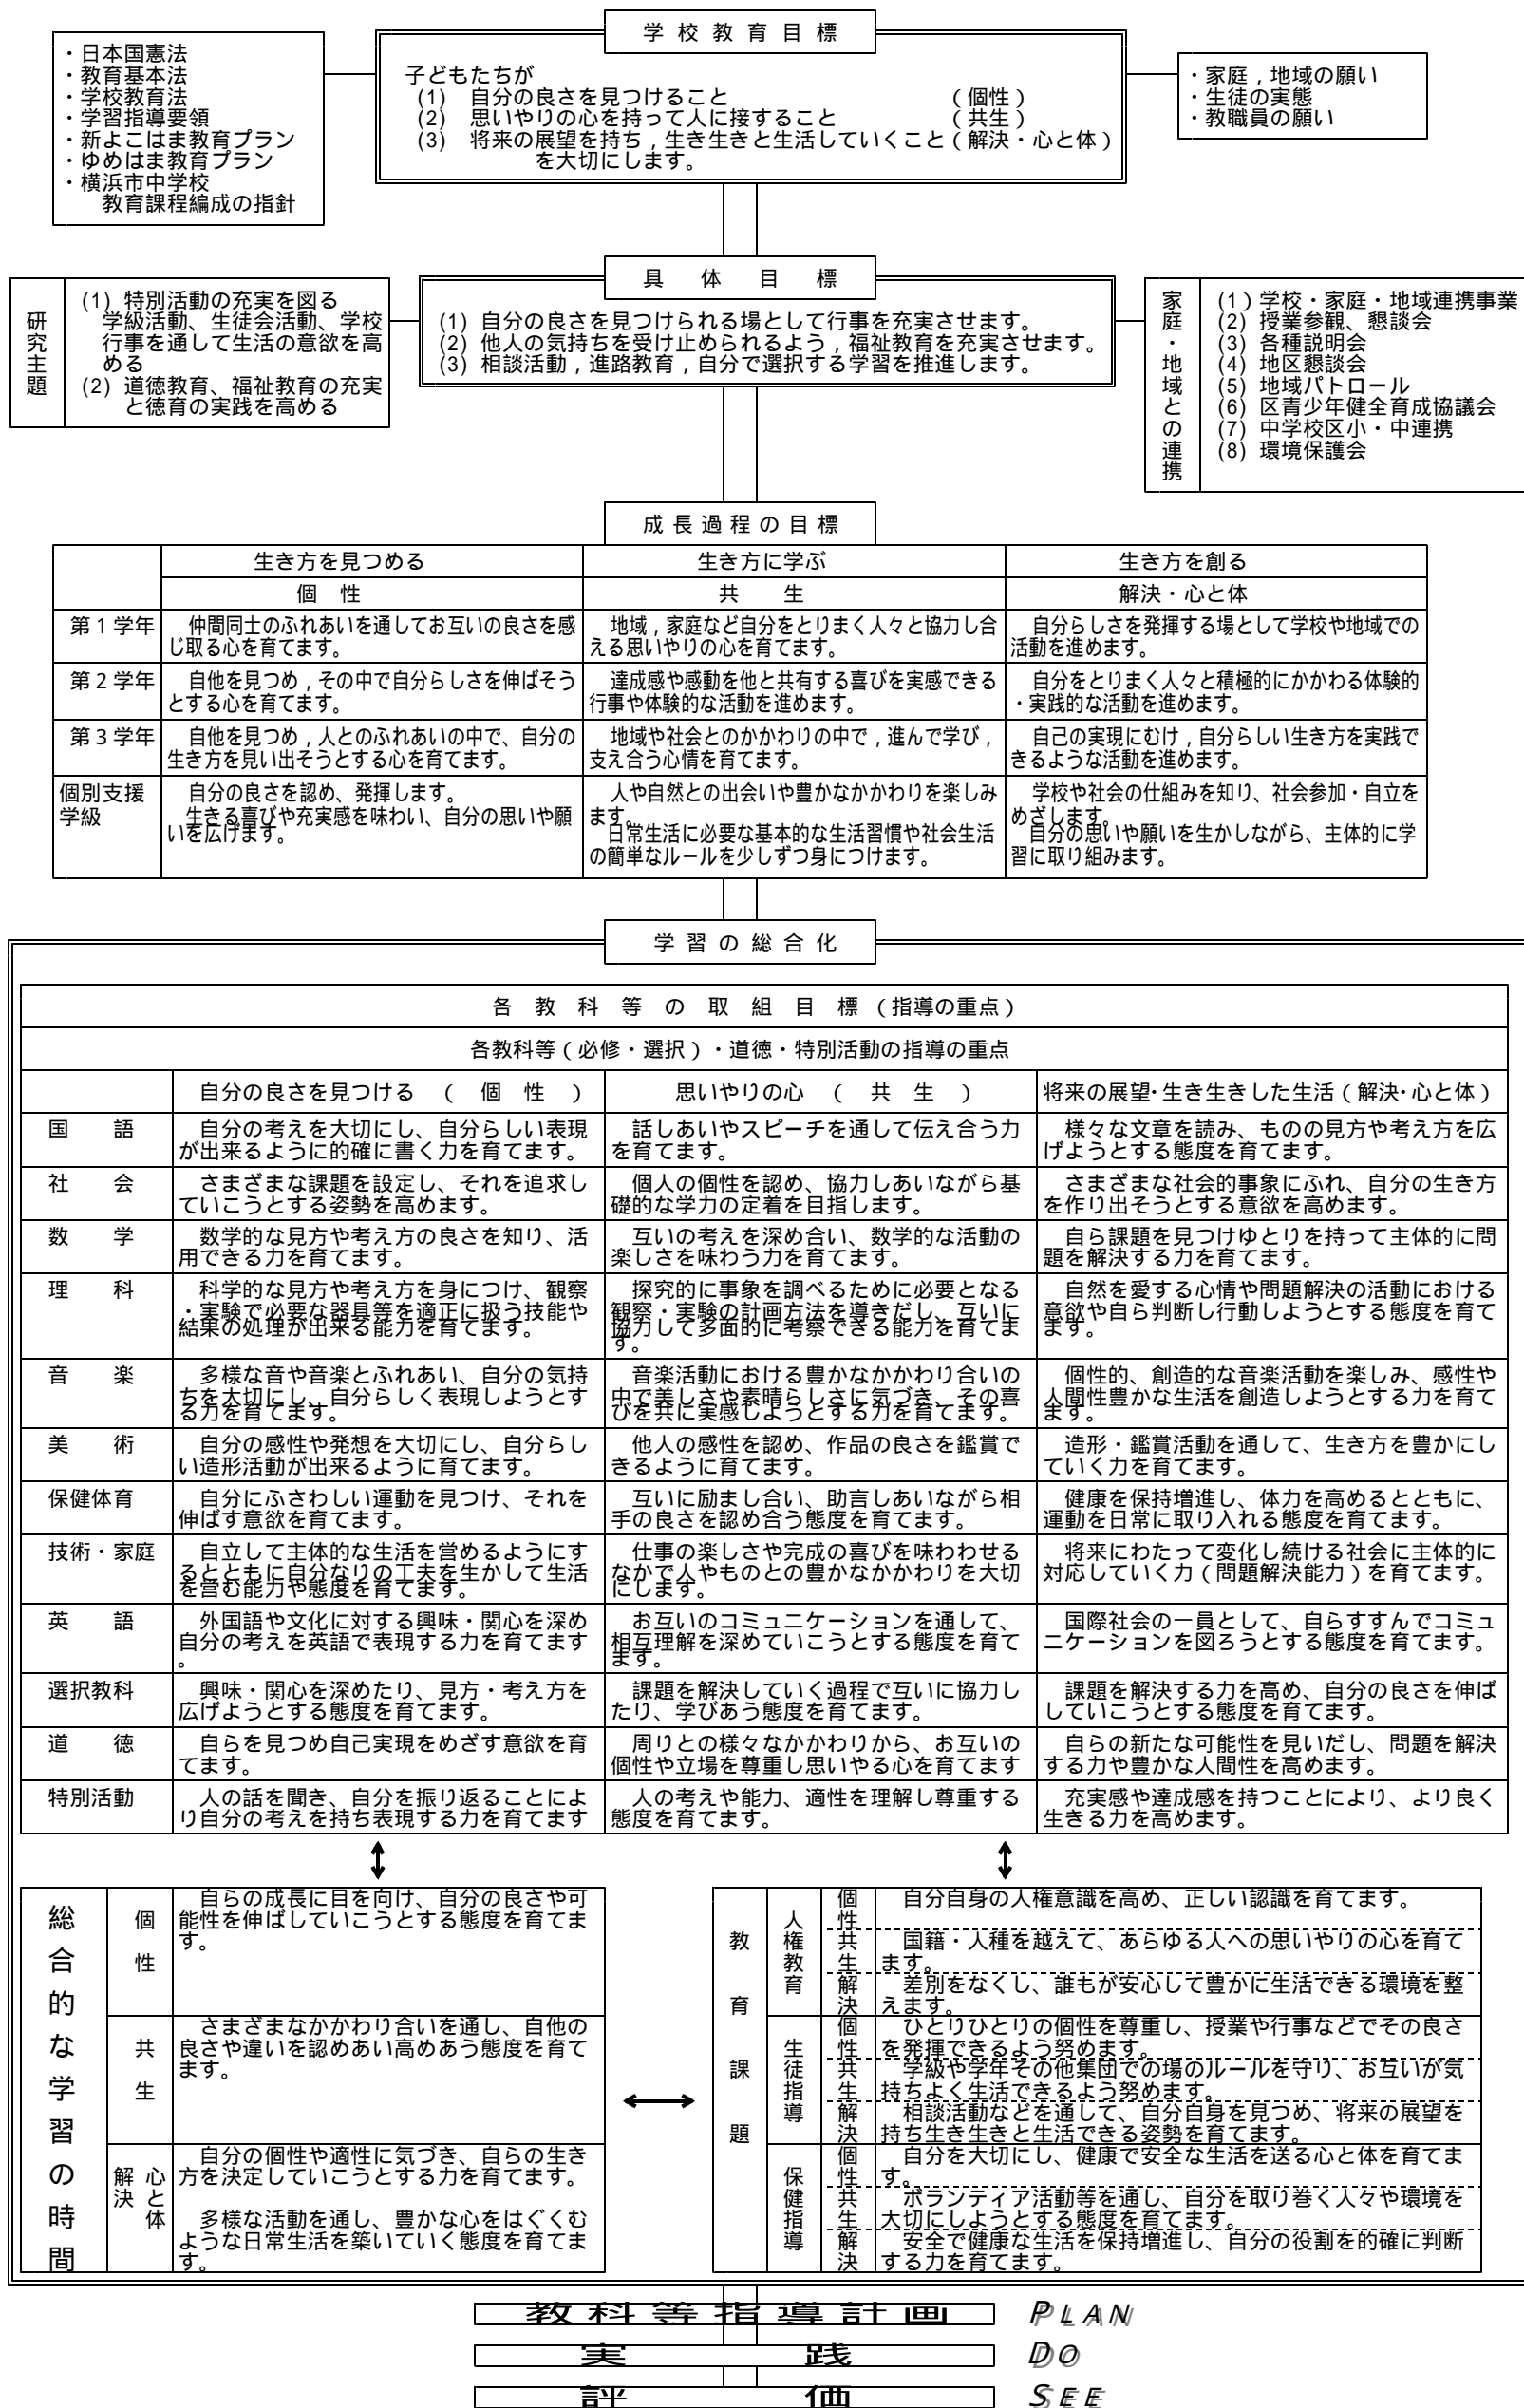 学校教育目標
・日本国憲法
・教育基本法
・学校教育法
・学習指導要領
・新よこはま教育プラン
・ゆめはま教育プラン
・横浜市中学校
教育課程編成の指針
子どもたちが
(1) 自分の良さを見つけること （個性）
(2) 思いやりの心を持って人に接すること （共生）
(3) 将来の展望を持ち，生き生きと生活していくこと（解決・心と体）
を大切にします。
・家庭，地域の願い
・生徒の実態
・教職員の願い
具体目標
研究主題
(1) 特別活動の充実を図る
学級活動、生徒会活動、学校
行事を通して生活の意欲を高
める
(2) 道徳教育、福祉教育の充実
と徳育の実践を高める
(1) 自分の良さを見つけられる場として行事を充実させます。
(2) 他人の気持ちを受け止められるよう，福祉教育を充実させます。
(3) 相談活動，進路教育，自分で選択する学習を推進します。
家庭・地域との連携
(1) 学校・家庭・地域連携事業
(2) 授業参観、懇談会
(3) 各種説明会
(4) 地区懇談会
(5) 地域パトロール
(6) 区青少年健全育成協議会
(7) 中学校区小・中連携
(8) 環境保護会
成長過程の目標
生き方を見つめる 生き方に学ぶ 生き方を創る
個性 共生 解決・心と体
第1学年
仲間同士のふれあいを通してお互いの良さを感
じ取る心を育てます。
地域，家庭など自分をとりまく人々と協力し合
える思いやりの心を育てます。
自分らしさを発揮する場として学校や地域での
活動を進めます。
第2学年
自他を見つめ，その中で自分らしさを伸ばそう
とする心を育てます。
達成感や感動を他と共有する喜びを実感できる
行事や体験的な活動を進めます。
自分をとりまく人々と積極的にかかわる体験的
・実践的な活動を進めます。
第3学年
自他を見つめ，人とのふれあいの中で、自分の
生き方を見い出そうとする心を育てます。
地域や社会とのかかわりの中で，進んで学び，
支え合う心情を育てます。
自己の実現にむけ，自分らしい生き方を実践で
きるような活動を進めます。
個別支援
学級
自分の良さを認め、発揮します。
生きる喜びや充実感を味わい、自分の思いや願
いを広げます。
人や自然との出会いや豊かなかかわりを楽しみ
ます。
日常生活に必要な基本的な生活習慣や社会生活
の簡単なルールを少しずつ身につけます。
学校や社会の仕組みを知り、社会参加・自立を
めざします。
自分の思いや願いを生かしながら、主体的に学
習に取り組みます。
学習の総合化
各教科等の取組目標（指導の重点）
各教科等（必修・選択）・道徳・特別活動の指導の重点
自分の良さを見つける （個性） 思いやりの心 （共生） 将来の展望・生き生きした生活（解決・心と体）
国語
自分の考えを大切にし、自分らしい表現
が出来るように的確に書く力を育てます。
話しあいやスピーチを通して伝え合う力
を育てます。
様々な文章を読み、ものの見方や考え方を広
げようとする態度を育てます。
社会
さまざまな課題を設定し、それを追求し
ていこうとする姿勢を高めます。
個人の個性を認め、協力しあいながら基
礎的な学力の定着を目指します。
さまざまな社会的事象にふれ、自分の生き方
を作り出そうとする意欲を高めます。
数学
数学的な見方や考え方の良さを知り、活
用できる力を育てます。
互いの考えを深め合い、数学的な活動の
楽しさを味わう力を育てます。
自ら課題を見つけゆとりを持って主体的に問
題を解決する力を育てます。
理科
科学的な見方や考え方を身につけ、観察
・実験で必要な器具等を適正に扱う技能や
結果の処理が出来る能力を育てます。
探究的に事象を調べるために必要となる
観察・実験の計画方法を導きだし、互いに
協力して多面的に考察できる能力を育てま
す。
自然を愛する心情や問題解決の活動における
意欲や自ら判断し行動しようとする態度を育て
ます。
音楽
多様な音や音楽とふれあい、自分の気持
ちを大切にし、自分らしく表現しようとす
る力を育てます。
音楽活動における豊かなかかわり合いの
中で美しさや素晴らしさに気づき、その喜
びを共に実感しようとする力を育てます。
個性的、創造的な音楽活動を楽しみ、感性や
人間性豊かな生活を創造しようとする力を育て
ます。
美術
自分の感性や発想を大切にし、自分らし
い造形活動が出来るように育てます。
他人の感性を認め、作品の良さを鑑賞で
きるように育てます。
造形・鑑賞活動を通して、生き方を豊かにし
ていく力を育てます。
保健体育
自分にふさわしい運動を見つけ、それを
伸ばす意欲を育てます。
互いに励まし合い、助言しあいながら相
手の良さを認め合う態度を育てます。
健康を保持増進し、体力を高めるとともに、
運動を日常に取り入れる態度を育てます。
技術・家庭
自立して主体的な生活を営めるようにす
るとともに自分なりの工夫を生かして生活
を営む能力や態度を育てます。
仕事の楽しさや完成の喜びを味わわせる
なかで人やものとの豊かなかかわりを大切
にします。
将来にわたって変化し続ける社会に主体的に
対応していく力（問題解決能力）を育てます。
英語
外国語や文化に対する興味・関心を深め
自分の考えを英語で表現する力を育てます
。
お互いのコミュニケーションを通して、
相互理解を深めていこうとする態度を育て
ます。
国際社会の一員として、自らすすんでコミュ
ニケーションを図ろうとする態度を育てます。
選択教科
興味・関心を深めたり、見方・考え方を
広げようとする態度を育てます。
課題を解決していく過程で互いに協力し
たり、学びあう態度を育てます。
課題を解決する力を高め、自分の良さを伸ば
していこうとする態度を育てます。
道徳
自らを見つめ自己実現をめざす意欲を育
てます。
周りとの様々なかかわりから、お互いの
個性や立場を尊重し思いやる心を育てます
自らの新たな可能性を見いだし、問題を解決
する力や豊かな人間性を高めます。
特別活動
人の話を聞き、自分を振り返ることによ
り自分の考えを持ち表現する力を育てます
人の考えや能力、適性を理解し尊重する
態度を育てます。
充実感や達成感を持つことにより、より良く
生きる力を高めます。
総合的な学習の時間
個性
自らの成長に目を向け、自分の良さや可
能性を伸ばしていこうとする態度を育てま
す。
共生
さまざまなかかわり合いを通し、自他の
良さや違いを認めあい高めあう態度を育て
ます。
解決 心と体
自分の個性や適性に気づき、自らの生き
方を決定していこうとする力を育てます。
多様な活動を通し、豊かな心をはぐくむ
ような日常生活を築いていく態度を育てま
す。
教育課題
人権教育
個性
自分自身の人権意識を高め、正しい認識を育てます。
共生
国籍・人種を越えて、あらゆる人への思いやりの心を育て
ます。
解決
差別をなくし、誰もが安心して豊かに生活できる環境を整
えます。
生徒指導
個性
ひとりひとりの個性を尊重し、授業や行事などでその良さ
を発揮できるよう努めます。
共生
学級や学年その他集団での場のルールを守り、お互いが気
持ちよく生活できるよう努めます。
解決
相談活動などを通して、自分自身を見つめ、将来の展望を
持ち生き生きと生活できる姿勢を育てます。
保健指導
個性
自分を大切にし、健康で安全な生活を送る心と体を育てま
す。
共生
ボランティア活動等を通し、自分を取り巻く人々や環境を
大切にしようとする態度を育てます。
解決
安全で健康な生活を保持増進し、自分の役割を的確に判断
する力を育てます。
教科等指導計画 PLAN
実践 DO
評価 SEE